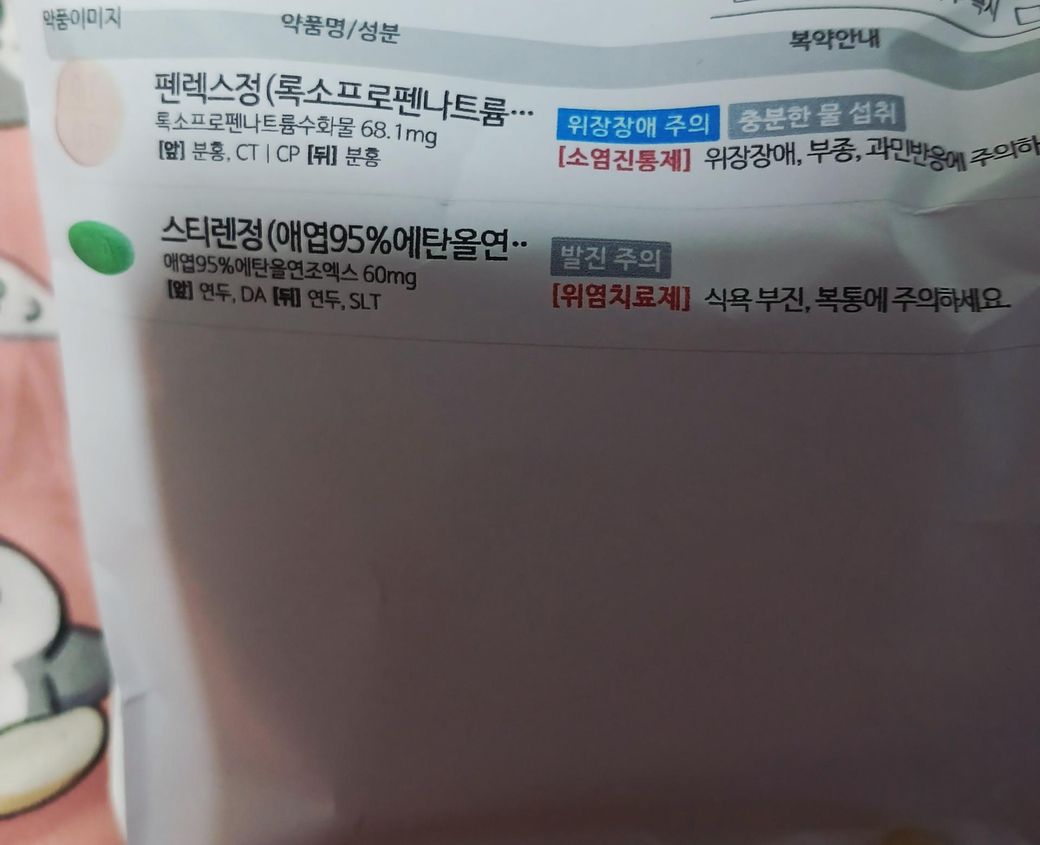 약품이미지 약품명/성분 복약안내
펜렉스정(록소프로펜나트륨…
위장장애 주의 충분한 물 섭취
록소프로펜나트륨수화물 68.1mg
[소염진통제] 위장장애, 부종, 과민반응에 주의하
[앞] 분홍, CT | CP [뒤] 분홍
스티렌정(애엽95%에탄올연..
발진 주의
애엽95%에탄올연조엑스 60mg
[위염치료제] 식욕 부진, 복통에 주의하세요.
[앞] 연두, DA [뒤] 연두, SLT